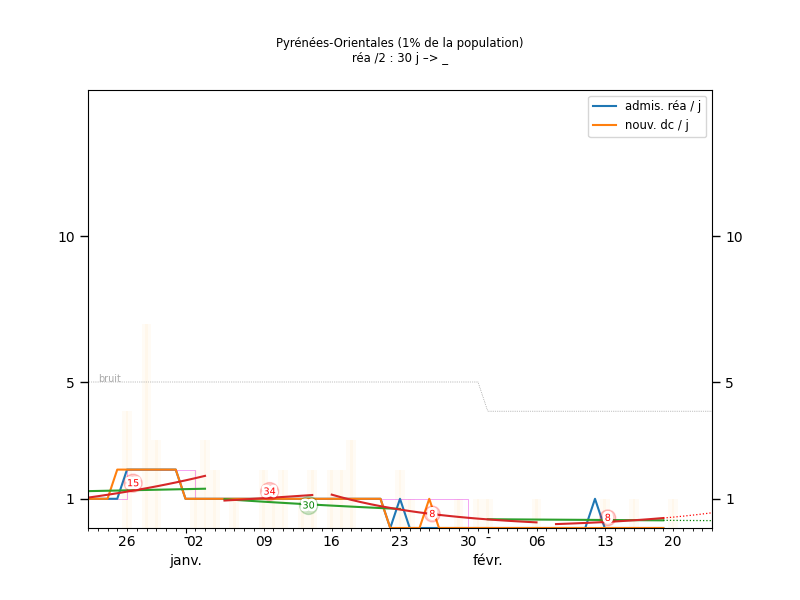 Pyrénées-Orientales (1% de la population)
réa /2 : 30 j –> _
admis. réa / j
nouv. dc / j
10
10
bruit
5
5
15
34
30
8
8
1
1
26
02
09
16
23
30
06
13
20
janv.
févr.